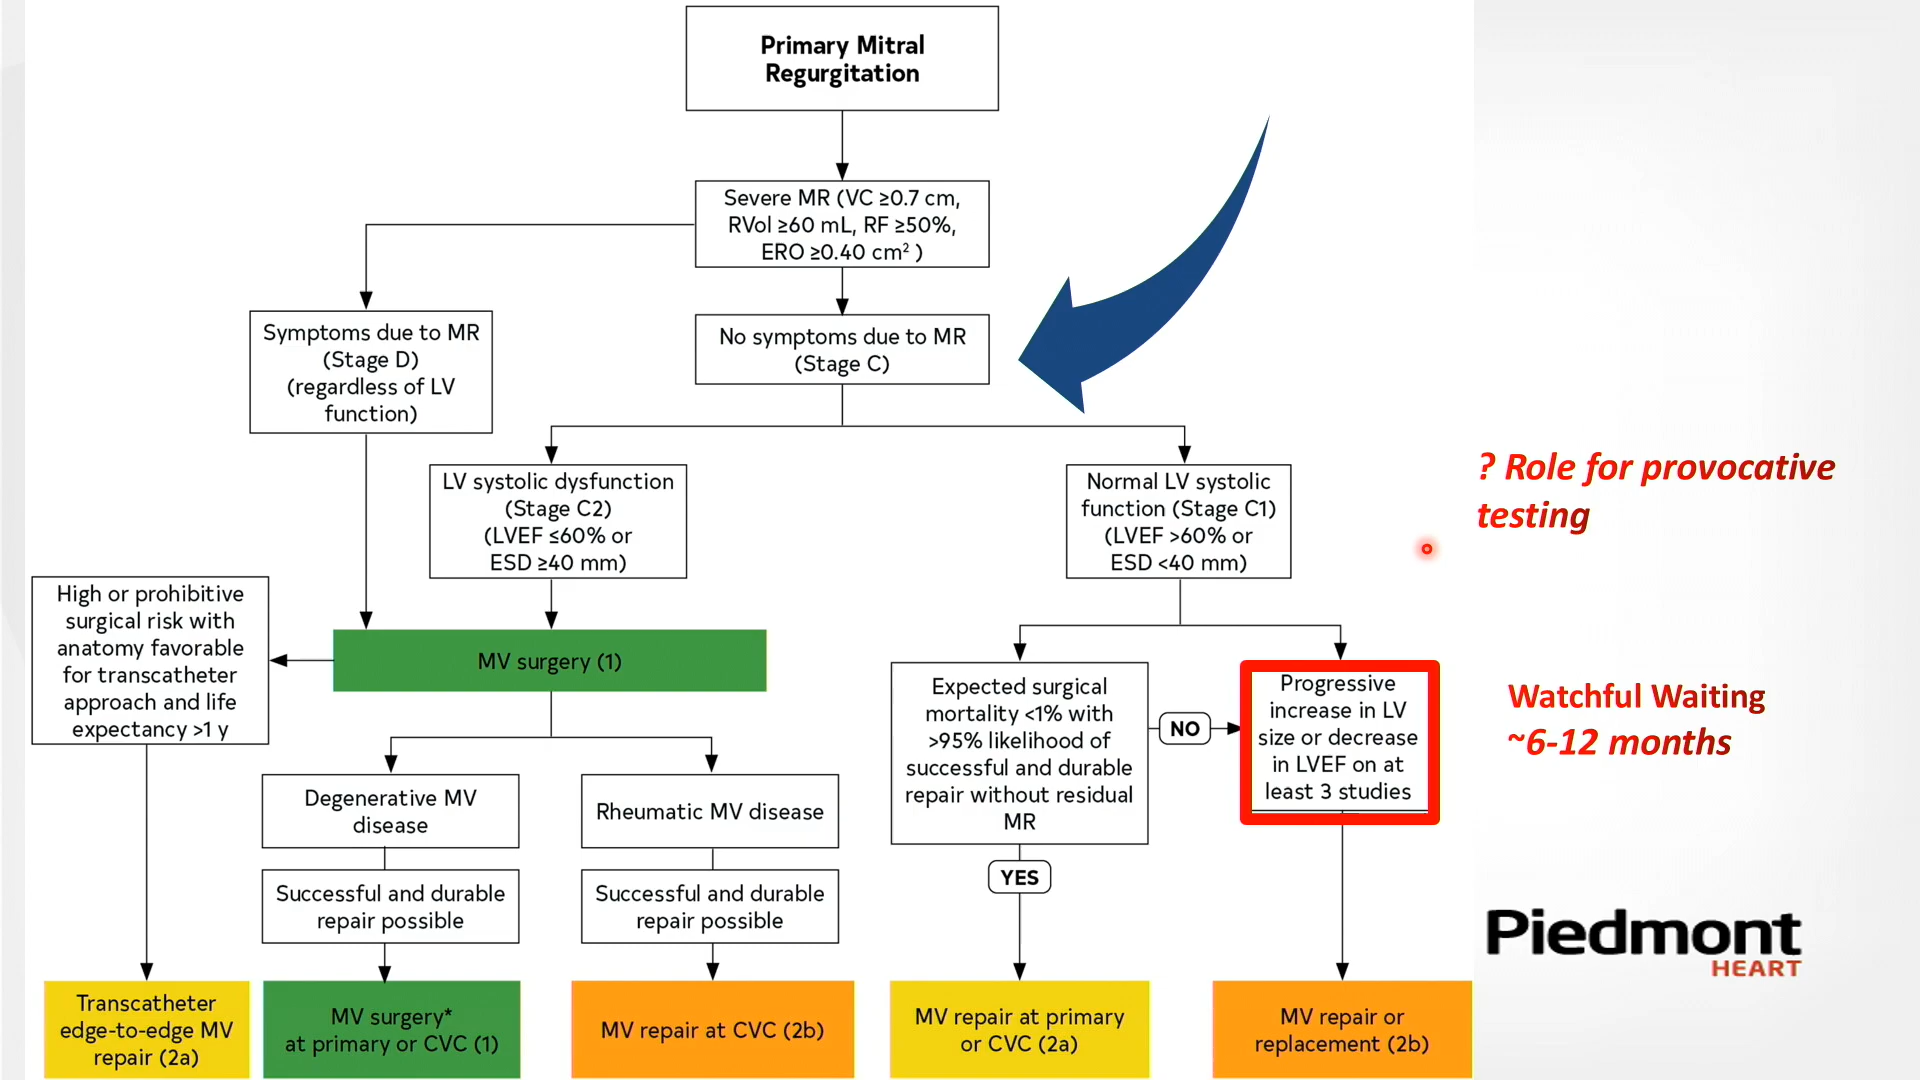 Primary Mitral
Regurgitation
Severe MR (VC ≥0.7 cm,
RVol ≥60 mL, RF ≥50%,
ERO ≥0.40 cm² )
Symptoms due to MR
(Stage D)
(regardless of LV
function)
No symptoms due to MR
(Stage C)
LV systolic dysfunction
(Stage C2)
(LVEF ≤60% or
ESD ≥40 mm)
Normal LV systolic
function (Stage C1)
(LVEF >60% or
ESD <40 mm)
? Role for provocative
testing
High or prohibitive
surgical risk with
anatomy favorable
for transcatheter
approach and life
expectancy >1 y
MV surgery (1)
Expected surgical
mortality <1% with
>95% likelihood of
successful and durable
repair without residual
MR
NO
Progressive
increase in LV
size or decrease
in LVEF on at
least 3 studies
Watchful Waiting
~6-12 months
Degenerative MV
disease
Rheumatic MV disease
YES
Successful and durable
repair possible
Successful and durable
repair possible
Transcatheter
edge-to-edge MV
repair (2a)
MV surgery*
at primary or CVC (1)
MV repair at CVC (2b)
MV repair at primary
or CVC (2a)
MV repair or
replacement (2b)
Piedmont
HEART